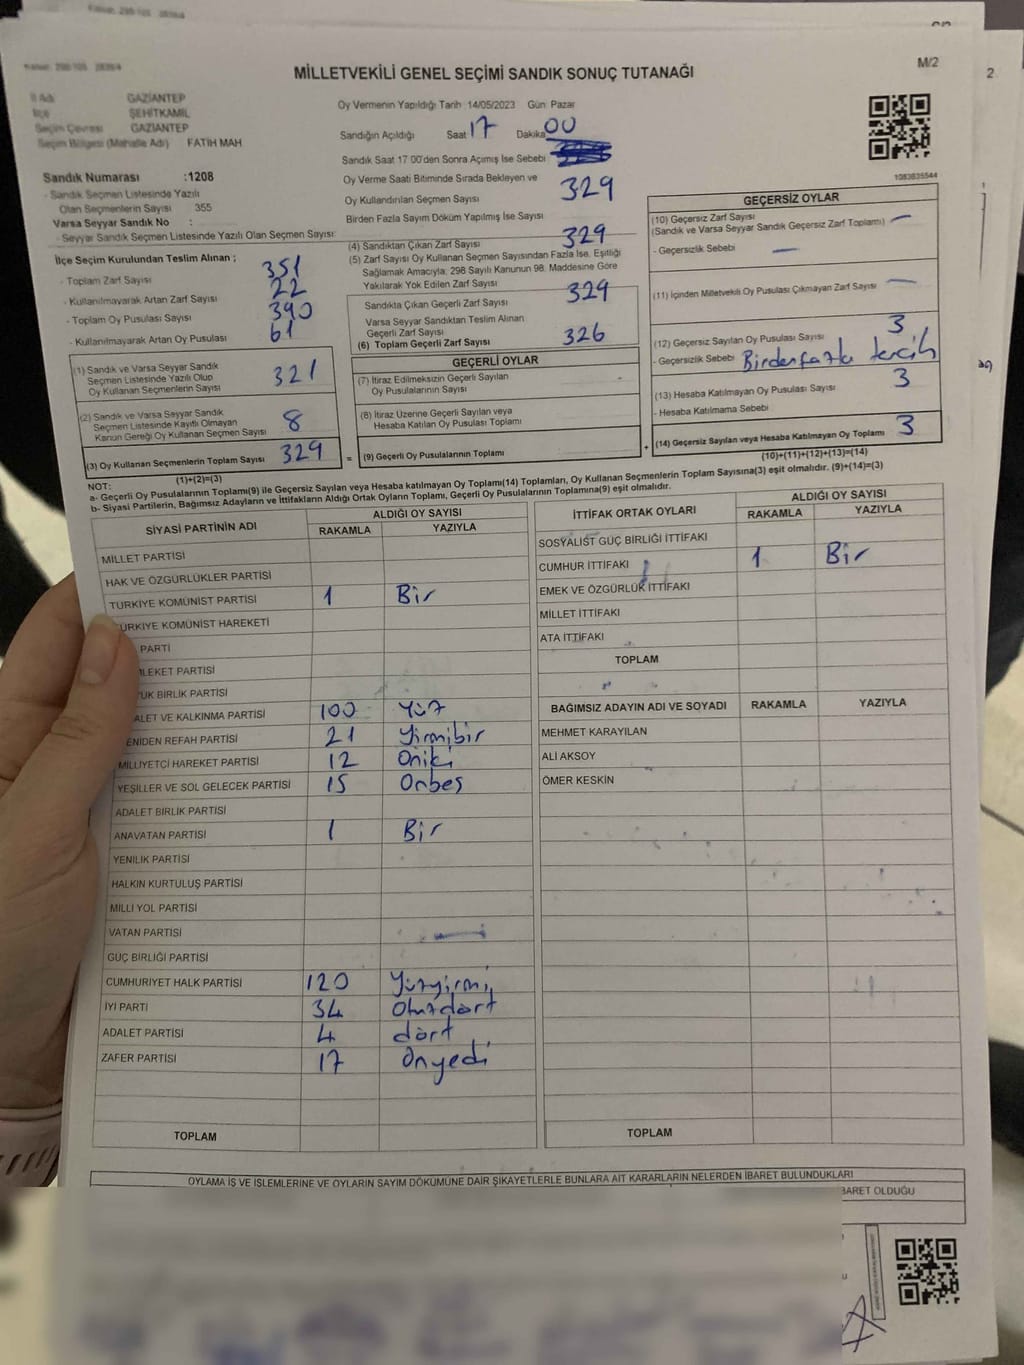 MİLLETVEKİLİ GENEL SEÇİMİ SANDIK SONUÇ TUTANAĞI
M/2
2
İl Adı GAZİANTEP
İlçe ŞEHİTKAMİL
Seçim Çevresi GAZİANTEP
Seçim Bölgesi (Mahalle Adı) FATİH MAH
Sandık Numarası :1208
- Sandık Seçmen Listesinde Yazılı
Olan Seçmenlerin Sayısı 355
Varsa Seyyar Sandık No :
- Seyyar Sandık Seçmen Listesinde Yazılı Olan Seçmen Sayısı:
İlçe Seçim Kurulundan Teslim Alınan ;
- Toplam Zarf Sayısı 351
- Kullanılmayarak Artan Zarf Sayısı 22
- Toplam Oy Pusulası Sayısı 390
- Kullanılmayarak Artan Oy Pusulası 61
(1) Sandık ve Varsa Seyyar Sandık
Seçmen Listesinde Yazılı Olup
Oy Kullanan Seçmenlerin Sayısı 321
(2) Sandık ve Varsa Seyyar Sandık
Seçmen Listesinde Kayıtlı Olmayan
Kanun Gereği Oy Kullanan Seçmen Sayısı 8
(3) Oy Kullanan Seçmenlerin Toplam Sayısı 329
(1)+(2)=(3)
Oy Vermenin Yapıldığı Tarih 14/05/2023 Gün Pazar
Sandığın Açıldığı Saat 17 Dakika 00
Sandık Saat 17 00'den Sonra Açımış İse Sebebi
Oy Verme Saati Bitiminde Sırada Bekleyen ve
Oy Kullandırılan Seçmen Sayısı 329
Birden Fazla Sayım Döküm Yapılmış İse Sayısı
(4) Sandıktan Çıkan Zarf Sayısı 329
(5) Zarf Sayısı Oy Kullanan Seçmen Sayısından Fazla İse, Eşitliği
Sağlamak Amacıyla, 298 Sayılı Kanunun 98. Maddesine Göre
Yakılarak Yok Edilen Zarf Sayısı
Sandıkta Çıkan Geçerli Zarf Sayısı 329
Varsa Seyyar Sandıktan Teslim Alınan
Geçerli Zarf Sayısı
(6) Toplam Geçerli Zarf Sayısı 326
GEÇERLİ OYLAR
(7) İtiraz Edilmeksizin Geçerli Sayılan
Oy Pusulalarının Sayısı
(8) İtiraz Üzerine Geçerli Sayılan veya
Hesaba Katılan Oy Pusulası Toplamı
= (9) Geçerli Oy Pusulalarının Toplamı +
1083635544
GEÇERSİZ OYLAR
(10) Geçersiz Zarf Sayısı —
(Sandık ve Varsa Seyyar Sandık Geçersiz Zarf Toplamı)
- Geçersizlik Sebebi —
(11) İçinden Milletvekili Oy Pusulası Çıkmayan Zarf Sayısı —
(12) Geçersiz Sayılan Oy Pusulası Sayısı 3
- Geçersizlik Sebebi Birden fazla tercih
(13) Hesaba Katılmayan Oy Pusulası Sayısı 3
- Hesaba Katılmama Sebebi
(14) Geçersiz Sayılan veya Hesaba Katılmayan Oy Toplamı 3
(10)+(11)+(12)+(13)=(14)
NOT:
a- Geçerli Oy Pusulalarının Toplamı(9) ile Geçersiz Sayılan veya Hesaba katılmayan Oy Toplamı(14) Toplamları, Oy Kullanan Seçmenlerin Toplam Sayısına(3) eşit olmalıdır. (9)+(14)=(3)
b- Siyasi Partilerin, Bağımsız Adayların ve İttifakların Aldığı Ortak Oyların Toplamı, Geçerli Oy Pusulalarının Toplamına(9) eşit olmalıdır.
SİYASİ PARTİNİN ADI ALDIĞI OY SAYISI
RAKAMLA YAZIYLA
MİLLET PARTİSİ
HAK VE ÖZGÜRLÜKLER PARTİSİ
TÜRKİYE KOMÜNİST PARTİSİ 1 Bir
TÜRKİYE KOMÜNİST HAREKETİ
PARTİ
LEKET PARTİSİ
UK BİRLİK PARTİSİ
ALET VE KALKINMA PARTİSİ 100 Yüz
ENİDEN REFAH PARTİSİ 21 Yirmibir
MİLLİYETÇİ HAREKET PARTİSİ 12 Oniki
YEŞİLLER VE SOL GELECEK PARTİSİ 15 Onbeş
ADALET BİRLİK PARTİSİ
ANAVATAN PARTİSİ 1 Bir
YENİLİK PARTİSİ
HALKIN KURTULUŞ PARTİSİ
MİLLİ YOL PARTİSİ
VATAN PARTİSİ
GÜÇ BİRLİĞİ PARTİSİ
CUMHURİYET HALK PARTİSİ 120 Yüzyirmi
İYİ PARTİ 34 Otuzdört
ADALET PARTİSİ 4 dört
ZAFER PARTİSİ 17 Onyedi
TOPLAM
İTTİFAK ORTAK OYLARI ALDIĞI OY SAYISI
RAKAMLA YAZIYLA
SOSYALİST GÜÇ BİRLİĞİ İTTİFAKI
CUMHUR İTTİFAKI 1 Bir
EMEK VE ÖZGÜRLÜK İTTİFAKI
MİLLET İTTİFAKI
ATA İTTİFAKI
TOPLAM
BAĞIMSIZ ADAYIN ADI VE SOYADI RAKAMLA YAZIYLA
MEHMET KARAYILAN
ALİ AKSOY
ÖMER KESKİN
TOPLAM
OYLAMA İŞ VE İŞLEMLERİNE VE OYLARIN SAYIM DÖKÜMÜNE DAİR ŞİKAYETLERLE BUNLARA AİT KARARLARIN NELERDEN İBARET BULUNDUKLARI
BARET OLDUĞU